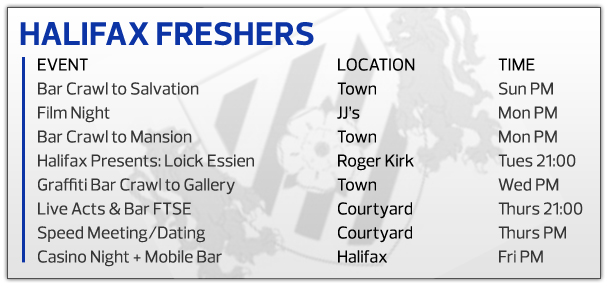 HALIFAX FRESHERS
EVENT LOCATION TIME
Bar Crawl to Salvation Town Sun PM
Film Night JJ's Mon PM
Bar Crawl to Mansion Town Mon PM
Halifax Presents: Loick Essien Roger Kirk Tues 21:00
Graffiti Bar Crawl to Gallery Town Wed PM
Live Acts & Bar FTSE Courtyard Thurs 21:00
Speed Meeting/Dating Courtyard Thurs PM
Casino Night + Mobile Bar Halifax Fri PM